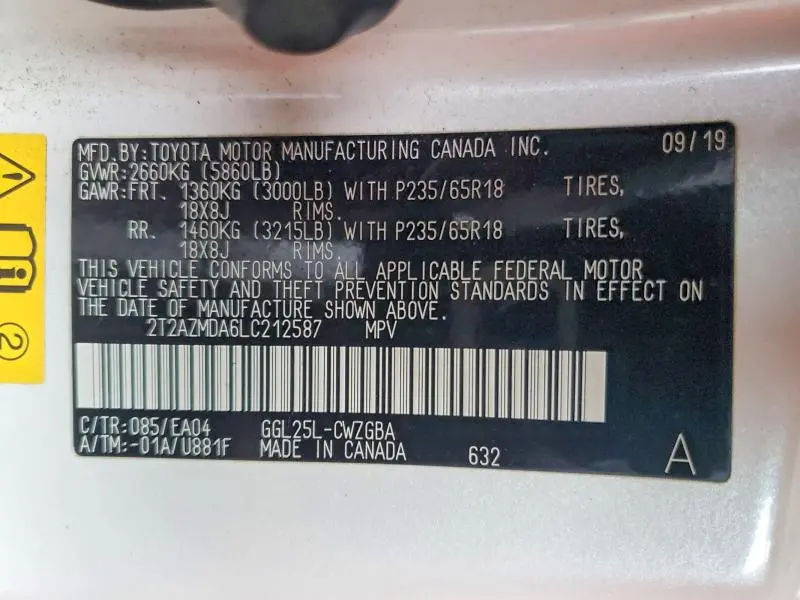 MFD.BY:TOYOTA MOTOR MANUFACTURING CANADA INC. 09/19
GVWR:2660KG (5860LB)
GAWR:FRT. 1360KG (3000LB) WITH P235/65R18 TIRES,
18X8J RIMS.
RR. 1460KG (3215LB) WITH P235/65R18 TIRES,
18X8J RIMS.
THIS VEHICLE CONFORMS TO ALL APPLICABLE FEDERAL MOTOR
VEHICLE SAFETY AND THEFT PREVENTION STANDARDS IN EFFECT ON
THE DATE OF MANUFACTURE SHOWN ABOVE.
2T2AZMDA6LC212587 MPV
C/TR:085/EA04 GGL25L-CWZGBA
A/TM:-01A/U881F MADE IN CANADA 632 A
2